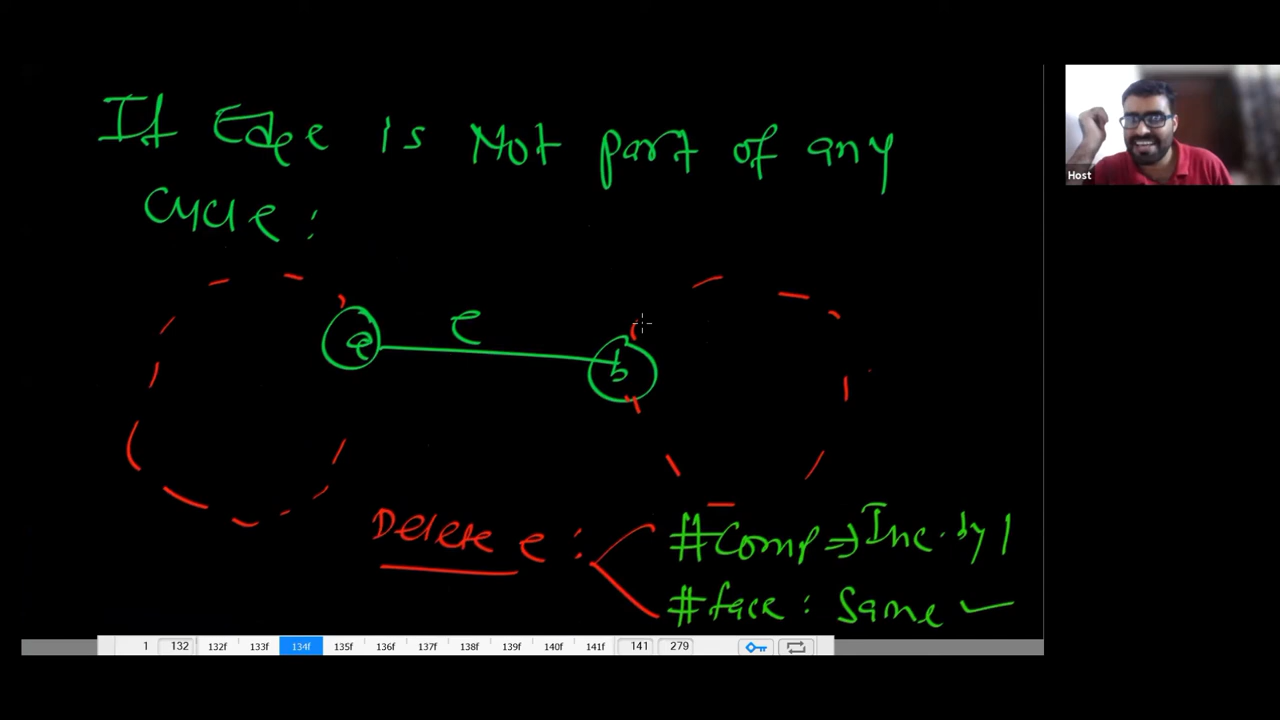 If Edge is Not part of any
cycle:
a
e
b
Delete e:
#Comp => Inc. by 1
#face: Same ✓
Host
1 132 132f 133f 134f 135f 136f 137f 138f 139f 140f 141f 141 279